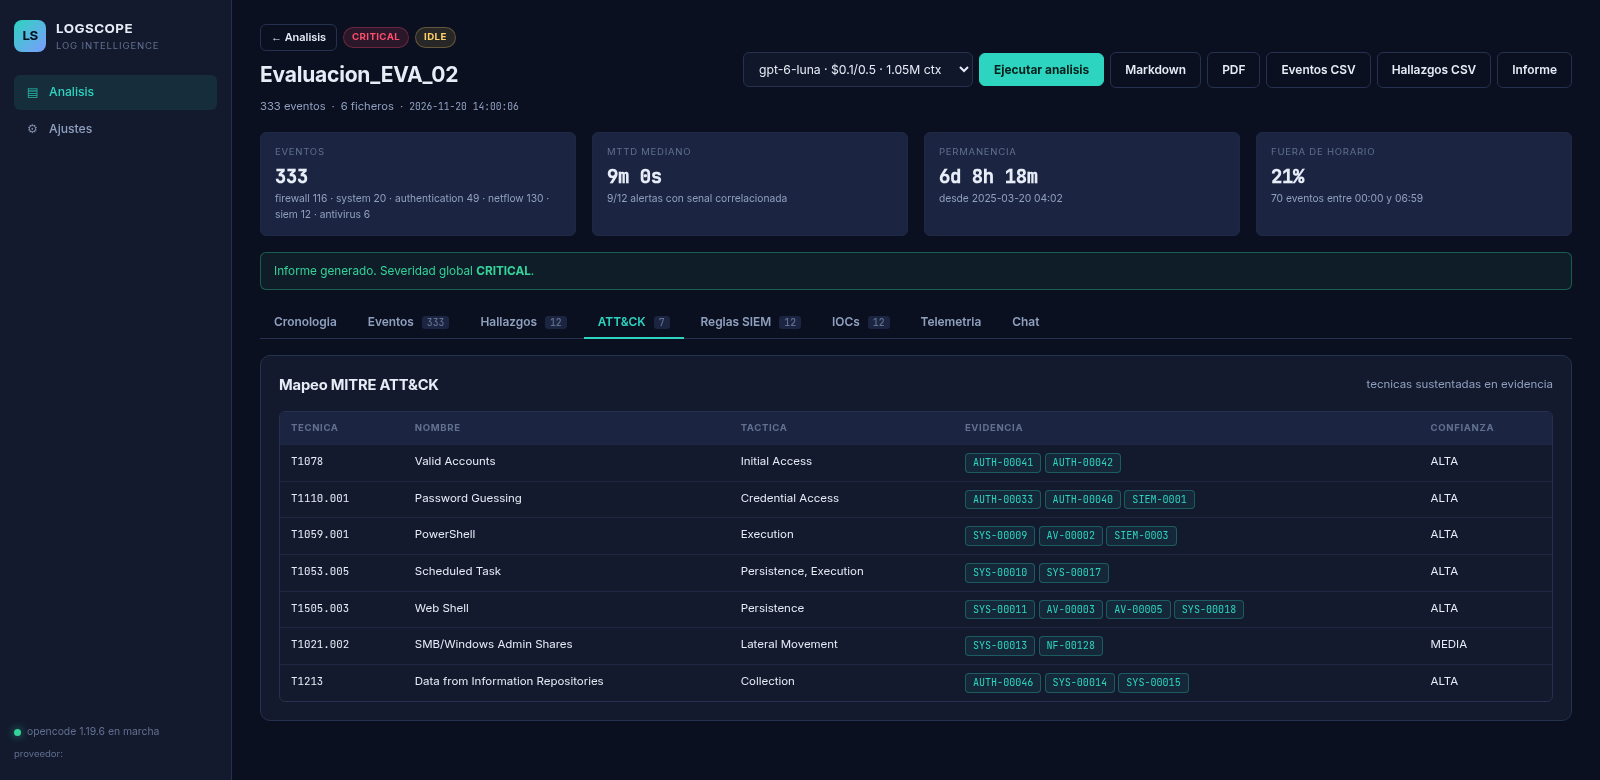 LS
LOGSCOPE
LOG INTELLIGENCE
Analisis
Ajustes
opencode 1.19.6 en marcha
proveedor:
← Analisis
CRITICAL
IDLE
Evaluacion_EVA_02
333 eventos · 6 ficheros · 2026-11-20 14:00:06
gpt-6-luna · $0.1/0.5 · 1.05M ctx
Ejecutar analisis
Markdown
PDF
Eventos CSV
Hallazgos CSV
Informe
EVENTOS
333
firewall 116 · system 20 · authentication 49 · netflow 130 ·
siem 12 · antivirus 6
MTTD MEDIANO
9m 0s
9/12 alertas con senal correlacionada
PERMANENCIA
6d 8h 18m
desde 2025-03-20 04:02
FUERA DE HORARIO
21%
70 eventos entre 00:00 y 06:59
Informe generado. Severidad global CRITICAL.
Cronologia
Eventos 333
Hallazgos 12
ATT&CK 7
Reglas SIEM 12
IOCs 12
Telemetria
Chat
Mapeo MITRE ATT&CK
tecnicas sustentadas en evidencia
TECNICA NOMBRE TACTICA EVIDENCIA CONFIANZA
T1078 Valid Accounts Initial Access AUTH-00041 AUTH-00042 ALTA
T1110.001 Password Guessing Credential Access AUTH-00033 AUTH-00040 SIEM-0001 ALTA
T1059.001 PowerShell Execution SYS-00009 AV-00002 SIEM-0003 ALTA
T1053.005 Scheduled Task Persistence, Execution SYS-00010 SYS-00017 ALTA
T1505.003 Web Shell Persistence SYS-00011 AV-00003 AV-00005 SYS-00018 ALTA
T1021.002 SMB/Windows Admin Shares Lateral Movement SYS-00013 NF-00128 MEDIA
T1213 Data from Information Repositories Collection AUTH-00046 SYS-00014 SYS-00015 ALTA